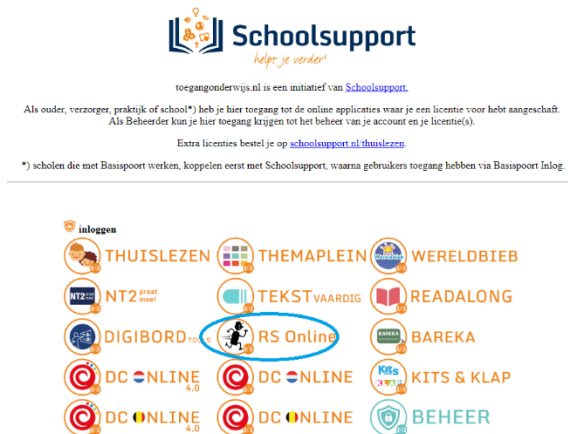 Schoolsupport
helpt je verder!
toegangonderwijs.nl is een initiatief van Schoolsupport.
Als ouder, verzorger, praktijk of school*) heb je hier toegang tot de online applicaties waar je een licentie voor hebt aangeschaft.
Als Beheerder kun je hier toegang krijgen tot het beheer van je account en je licentie(s).
Extra licenties bestel je op schoolsupport.nl/thuislezen.
*) scholen die met Basispoort werken, koppelen eerst met Schoolsupport, waarna gebruikers toegang hebben via Basispoort Inlog.
inloggen
THUISLEZEN THEMAPLEIN Wereldbieb WERELDBIEB
NT2 NT2 praat mee! TEKSTVAARDIG READALONG
DIGIBORDTOOLS RS Online BAREKA BAREKA
DC ONLINE 4.0 DC ONLINE Kits KLAP KITS & KLAP
DC ONLINE 4.0 DC ONLINE BEHEER